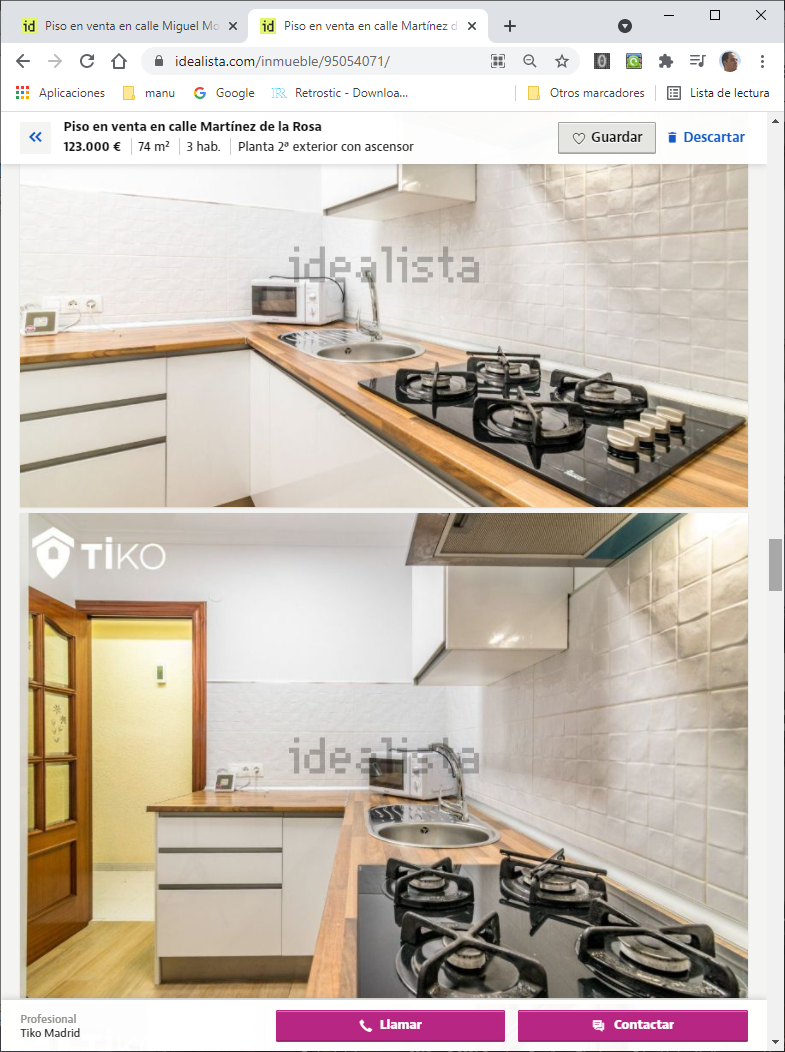 Piso en venta en calle Miguel Mo
Piso en venta en calle Martínez d
idealista.com/inmueble/95054071/
Aplicaciones
manu
Google
Retrostic - Downloa...
Otros marcadores
Lista de lectura
Piso en venta en calle Martínez de la Rosa
123.000 € 74 m² 3 hab. Planta 2ª exterior con ascensor
Guardar
Descartar
idealista
TIKO
idealista
Profesional
Tiko Madrid
Llamar
Contactar